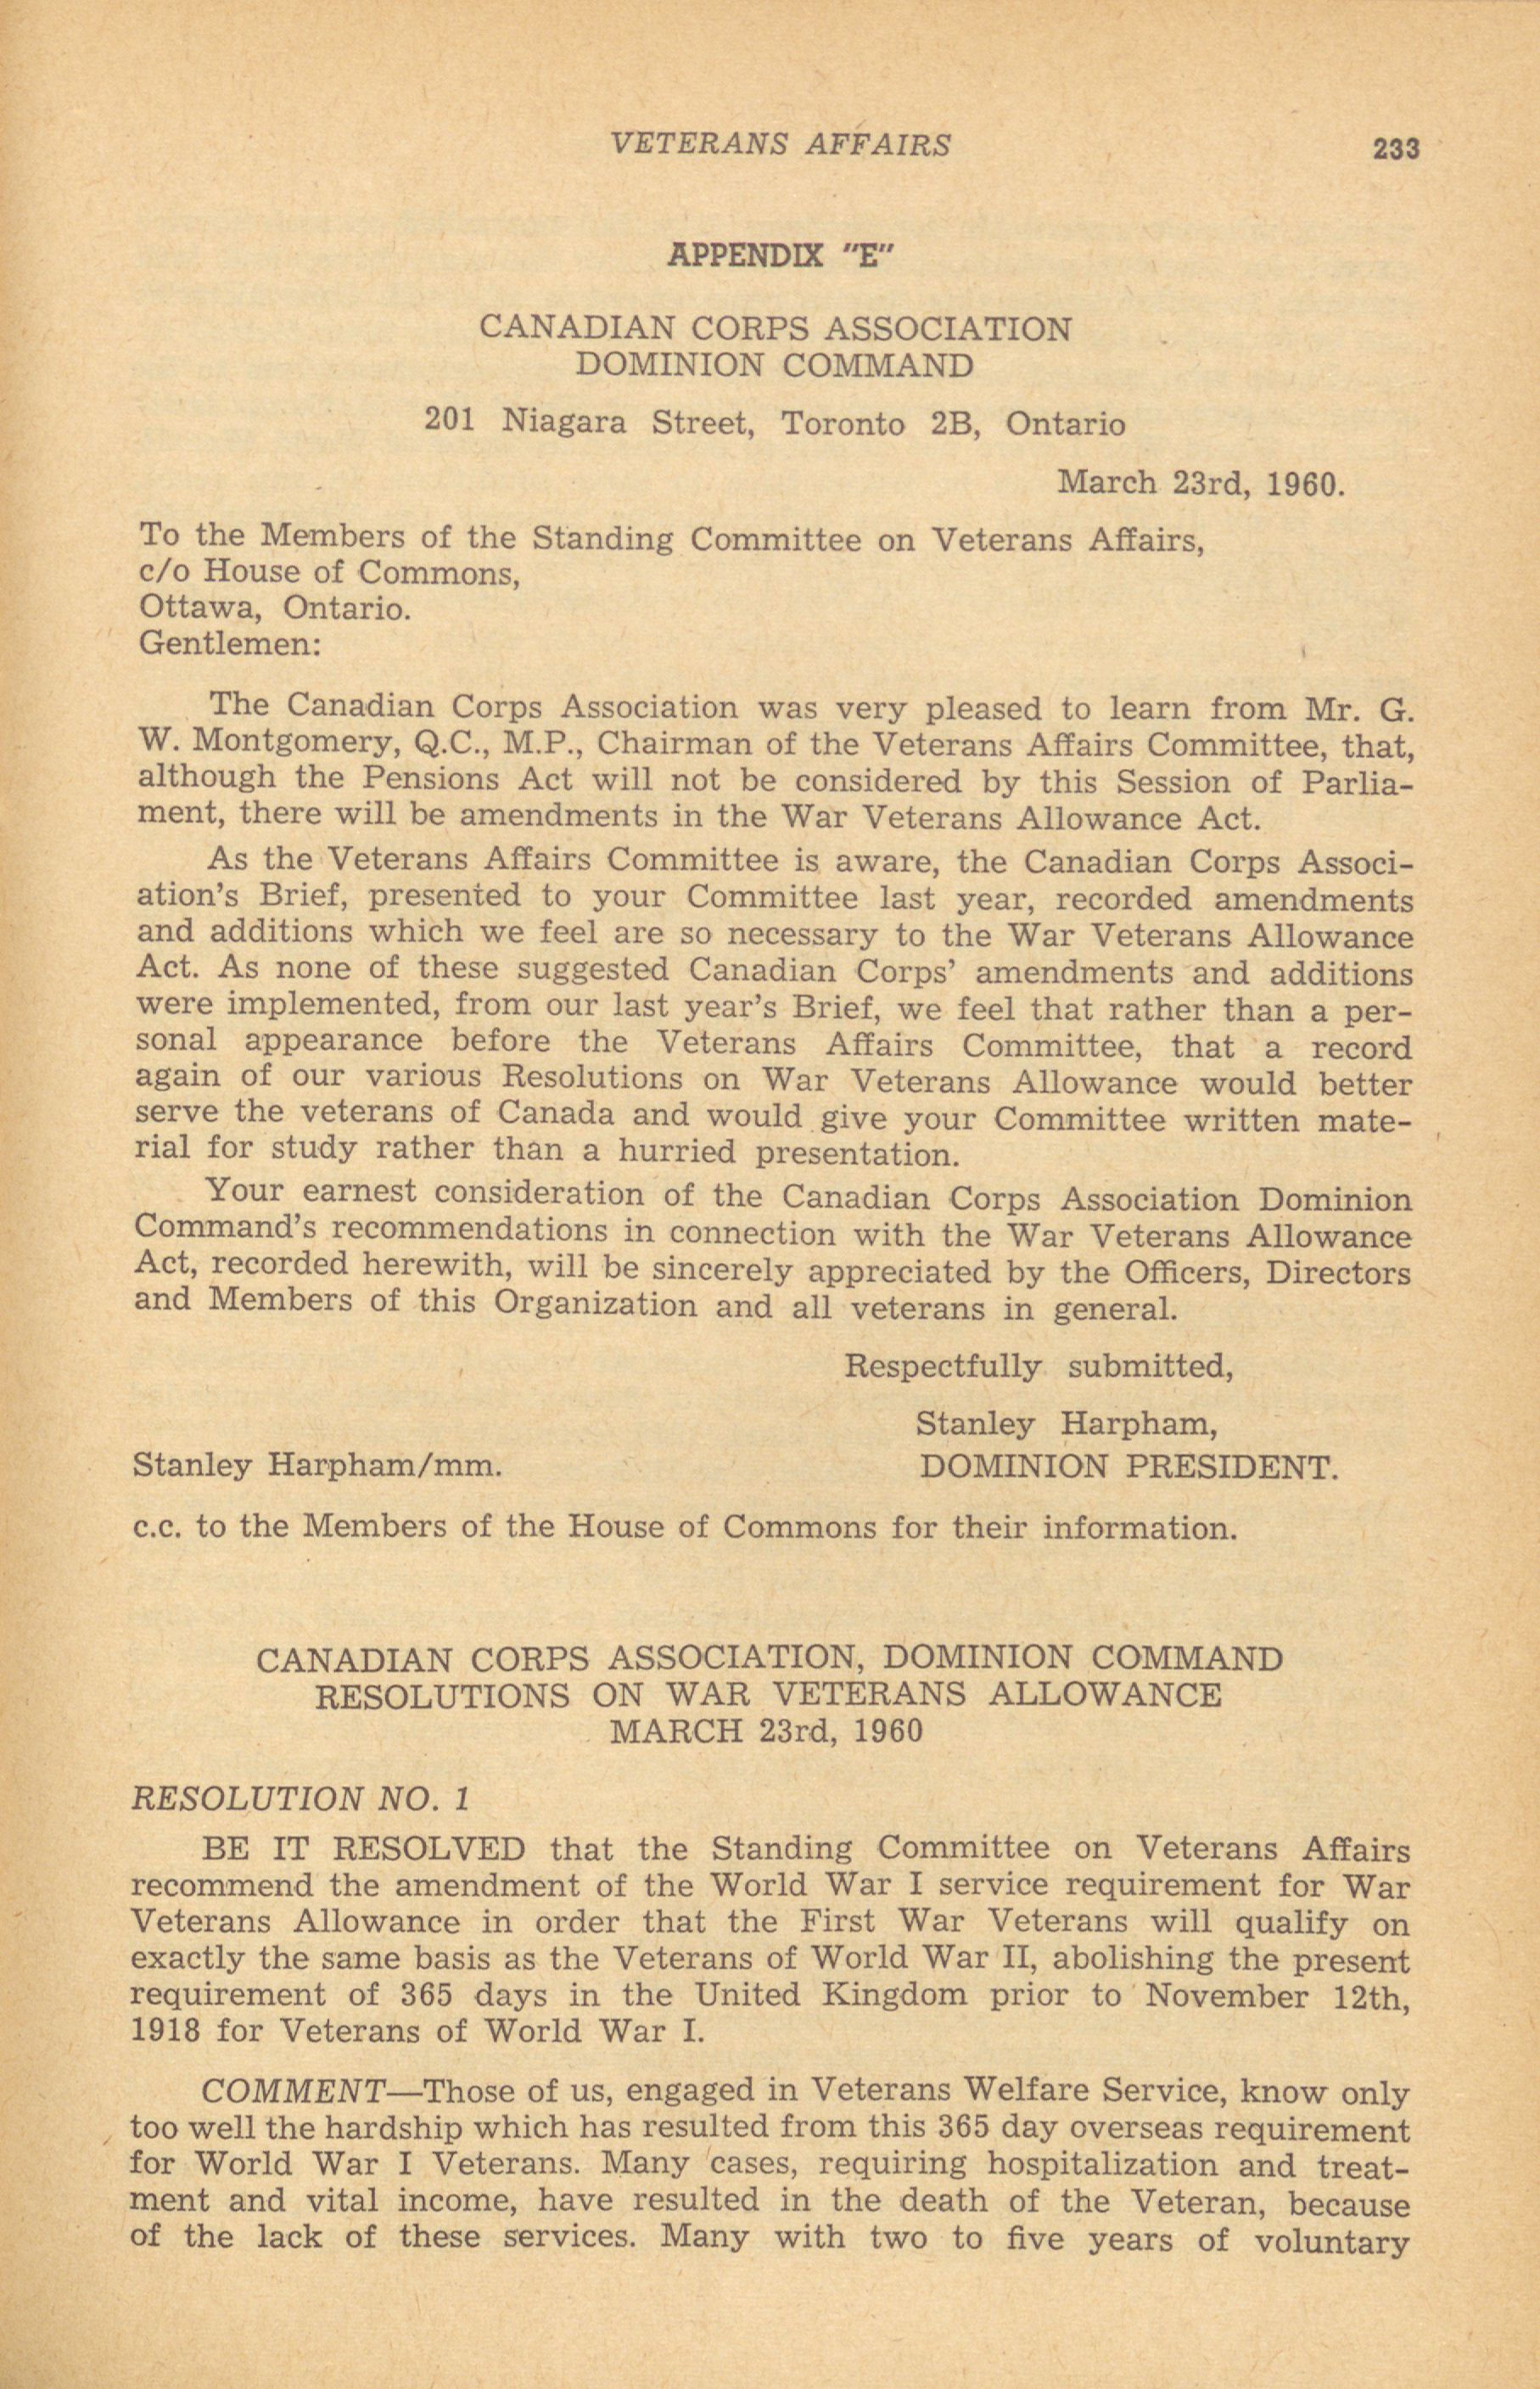 VETERANS AFFAIRS 233
APPENDIX "E"
CANADIAN CORPS ASSOCIATION
DOMINION COMMAND
201 Niagara Street, Toronto 2B, Ontario
March 23rd, 1960.
To the Members of the Standing Committee on Veterans Affairs,
c/o House of Commons,
Ottawa, Ontario.
Gentlemen:
The Canadian Corps Association was very pleased to learn from Mr. G.
W. Montgomery, Q.C., M.P., Chairman of the Veterans Affairs Committee, that,
although the Pensions Act will not be considered by this Session of Parlia-
ment, there will be amendments in the War Veterans Allowance Act.
As the Veterans Affairs Committee is aware, the Canadian Corps Associ-
ation's Brief, presented to your Committee last year, recorded amendments
and additions which we feel are so necessary to the War Veterans Allowance
Act. As none of these suggested Canadian Corps' amendments and additions
were implemented, from our last year's Brief, we feel that rather than a per-
sonal appearance before the Veterans Affairs Committee, that a record
again of our various Resolutions on War Veterans Allowance would better
serve the veterans of Canada and would give your Committee written mate-
rial for study rather than a hurried presentation.
Your earnest consideration of the Canadian Corps Association Dominion
Command's recommendations in connection with the War Veterans Allowance
Act, recorded herewith, will be sincerely appreciated by the Officers, Directors
and Members of this Organization and all veterans in general.
Respectfully submitted,
Stanley Harpham,
Stanley Harpham/mm. DOMINION PRESIDENT.
c.c. to the Members of the House of Commons for their information.
CANADIAN CORPS ASSOCIATION, DOMINION COMMAND
RESOLUTIONS ON WAR VETERANS ALLOWANCE
MARCH 23rd, 1960
RESOLUTION NO. 1
BE IT RESOLVED that the Standing Committee on Veterans Affairs
recommend the amendment of the World War I service requirement for War
Veterans Allowance in order that the First War Veterans will qualify on
exactly the same basis as the Veterans of World War II, abolishing the present
requirement of 365 days in the United Kingdom prior to November 12th,
1918 for Veterans of World War I.
COMMENT—Those of us, engaged in Veterans Welfare Service, know only
too well the hardship which has resulted from this 365 day overseas requirement
for World War I Veterans. Many cases, requiring hospitalization and treat-
ment and vital income, have resulted in the death of the Veteran, because
of the lack of these services. Many with two to five years of voluntary